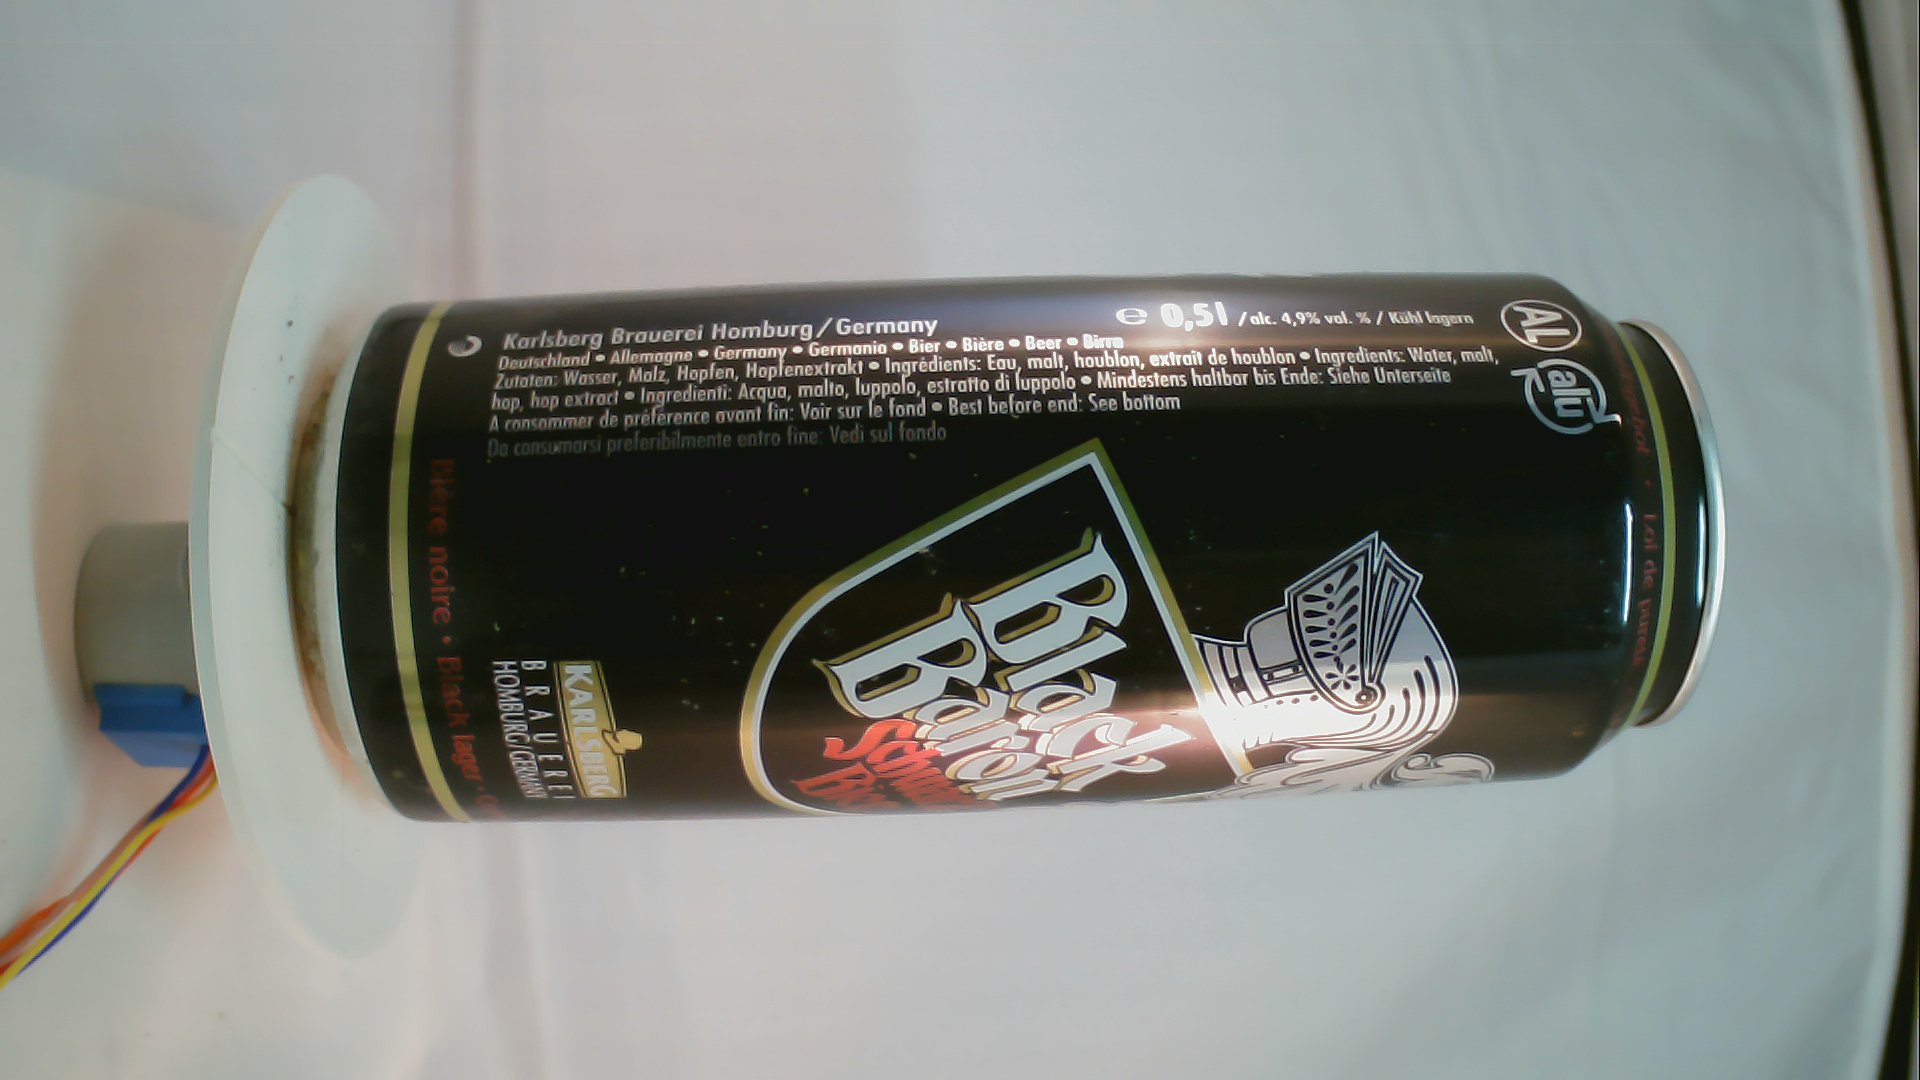 Karlsberg Brauerei Homburg/Germany
e 0,5l /alc. 4,9% vol. % / Kühl lagern
Deutschland • Allemagne • Germany • Germania • Bier • Bière • Beer • Birra
Zutaten: Wasser, Malz, Hopfen, Hopfenextrakt • Ingrédients: Eau, malt, houblon, extrait de houblon • Ingredients: Water, malt,
hop, hop extract • Ingredienti: Acqua, malto, luppolo, estratto di luppolo • Mindestens haltbar bis Ende: Siehe Unterseite
A consommer de préférence avant fin: Voir sur le fond • Best before end: See bottom
Da consumarsi preferibilmente entro fine: Vedi sul fondo
AL
alu
• Loi de pureté
Black
Baron
KARLSBERG
BRAUEREI
HOMBURG/GERMANY
Bière noire • Black lager •